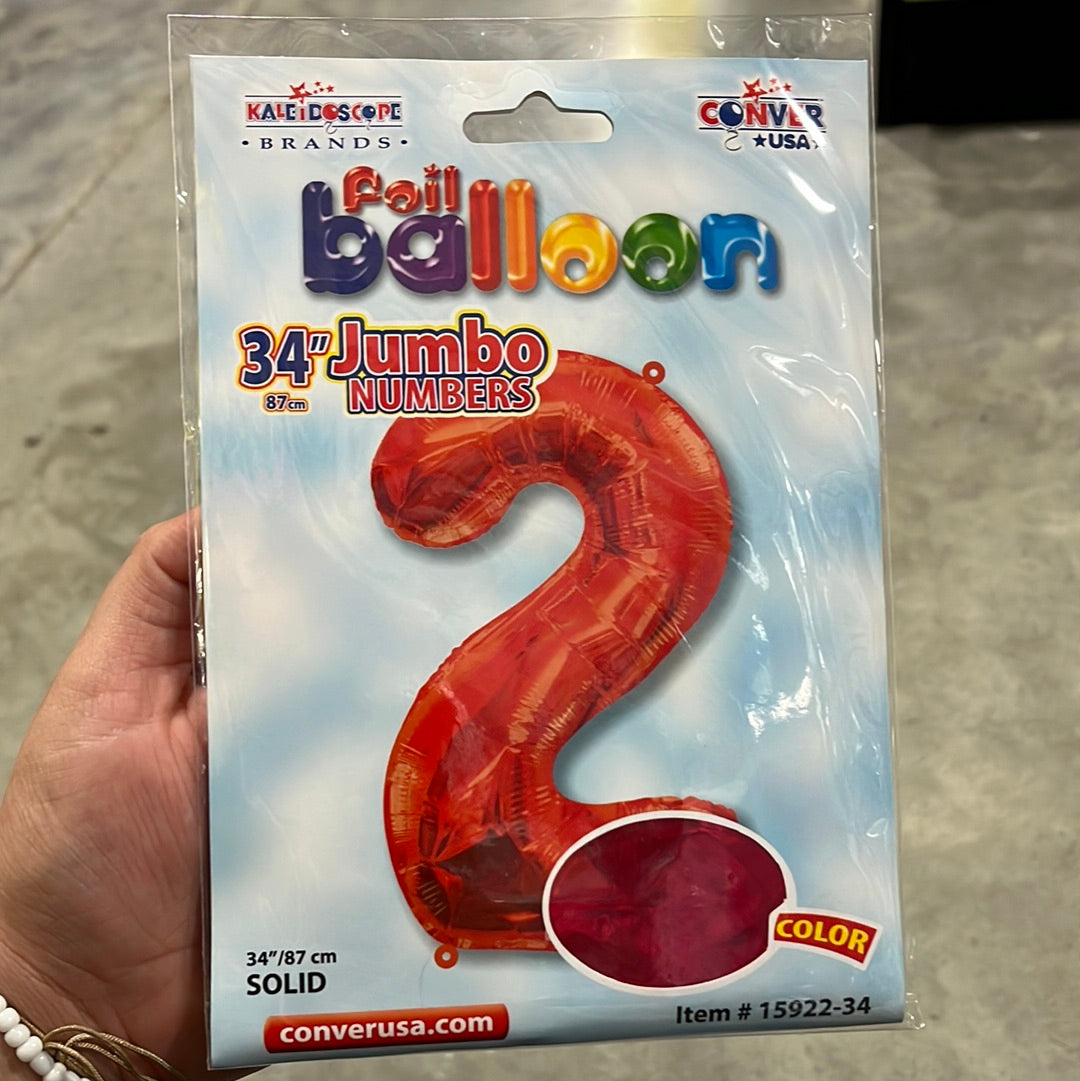 KALEIDOSCOPE
• BRANDS •
CONVER
★USA★
foil
balloon
34" Jumbo
87cm NUMBERS
2
COLOR
34"/87 cm
SOLID
Item # 15922-34
converusa.com